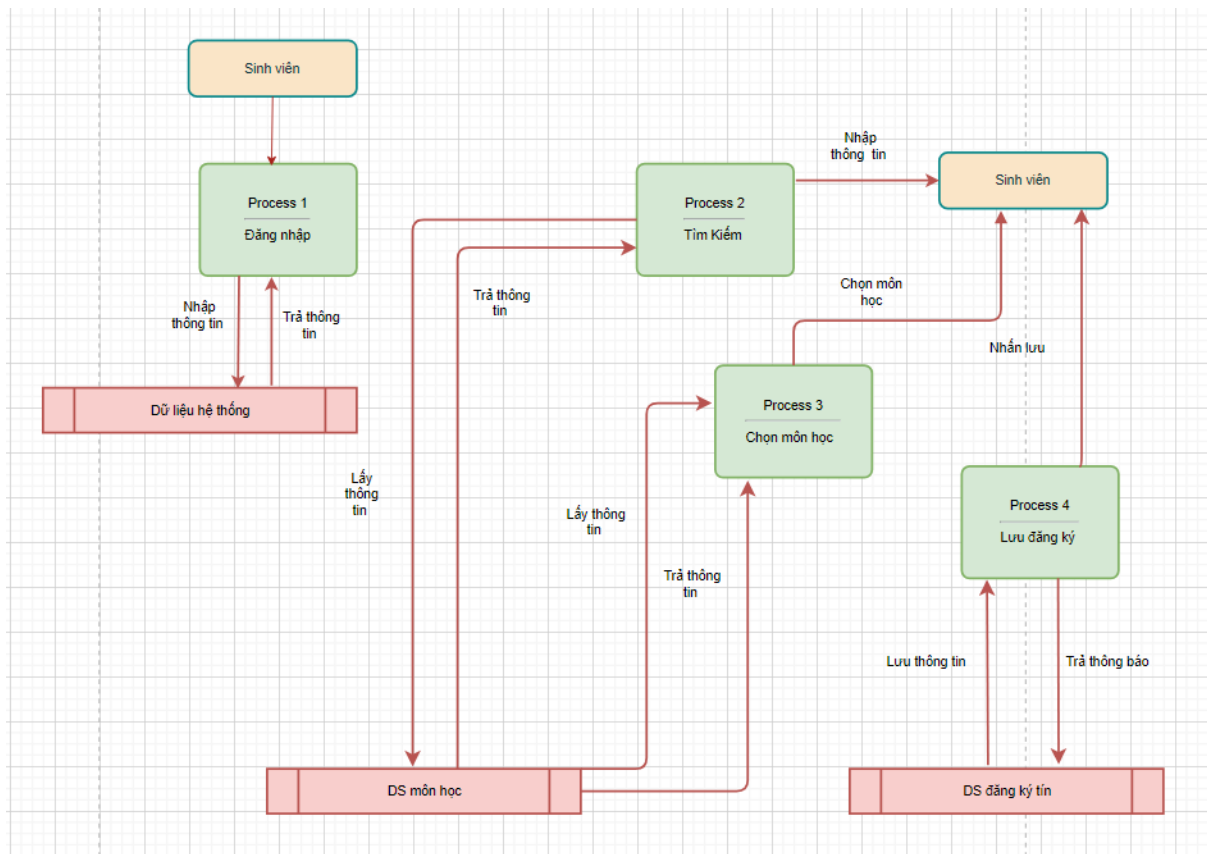 Sinh viên
Process 1
Đăng nhập
Nhập
thông tin
Trả thông
tin
Dữ liệu hệ thống
Process 2
Tìm Kiếm
Nhập
thông tin
Sinh viên
Trả thông
tin
Chọn môn
học
Nhấn lưu
Process 3
Chọn môn học
Lấy
thông
tin
Lấy thông
tin
Trả thông
tin
Process 4
Lưu đăng ký
Lưu thông tin
Trả thông báo
DS môn học
DS đăng ký tín